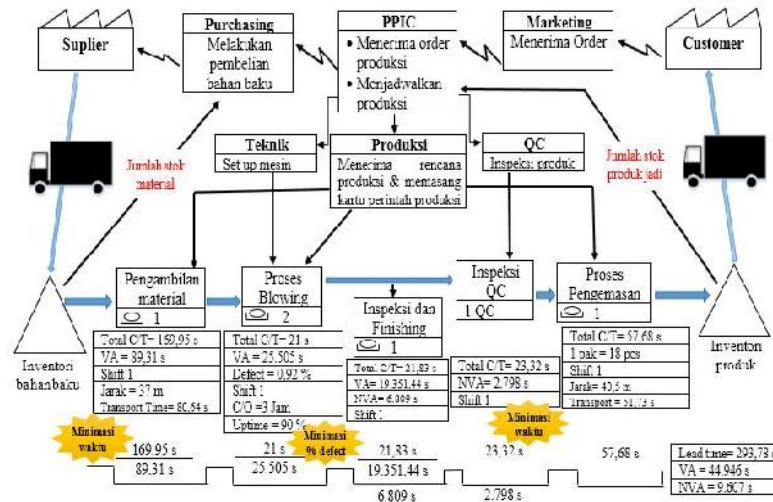 Suplier
Purchasing
Melakukan
pembelian
bahan baku
PPIC
• Menerima order
produksi
• Menjadwalkan
produksi
Marketing
Menerima Order
Customer
Teknik
Set up mesin
Produksi
Menerima rencana
produksi & memasang
kartu perintah produksi
QC
Inspeksi produk
Jumlah stok
material
Jumlah stok
produk jadi
Inventori
bahan baku
Pengambilan
material
1
Proses
Blowing
2
Inspeksi dan
Finishing
1
Inspeksi
QC
1 QC
Proses
Pengemasan
1
Inventori
produk
Total C/T= 169,95 s
VA = 89,31 s
Shift 1
Jarak = 37 m
Transport Time= 80,64 s
Total C/T= 21 s
VA = 25.505 s
Defect = 0,92 %
Shift 1
C/O =3 Jam
Uptime = 90 %
Total C/T= 21,83 s
VA= 19.351,44 s
NVA= 6.809 s
Shift 1
Total C/T= 23,32 s
NVA= 2.798 s
Shift 1
Total C/T= 57,68 s
1 pak = 18 pcs
Shift 1
Jarak= 40,5 m
Transport = 51,73 s
Minimasi
waktu
Minimasi
% defect
Minimasi
waktu
169,95 s
21 s
21,83 s
23,32 s
57,68 s
89,31 s
25.505 s
19.351,44 s
6.809 s
2.798 s
Lead time= 293,78 s
VA = 44.946 s
NVA = 9.607 s